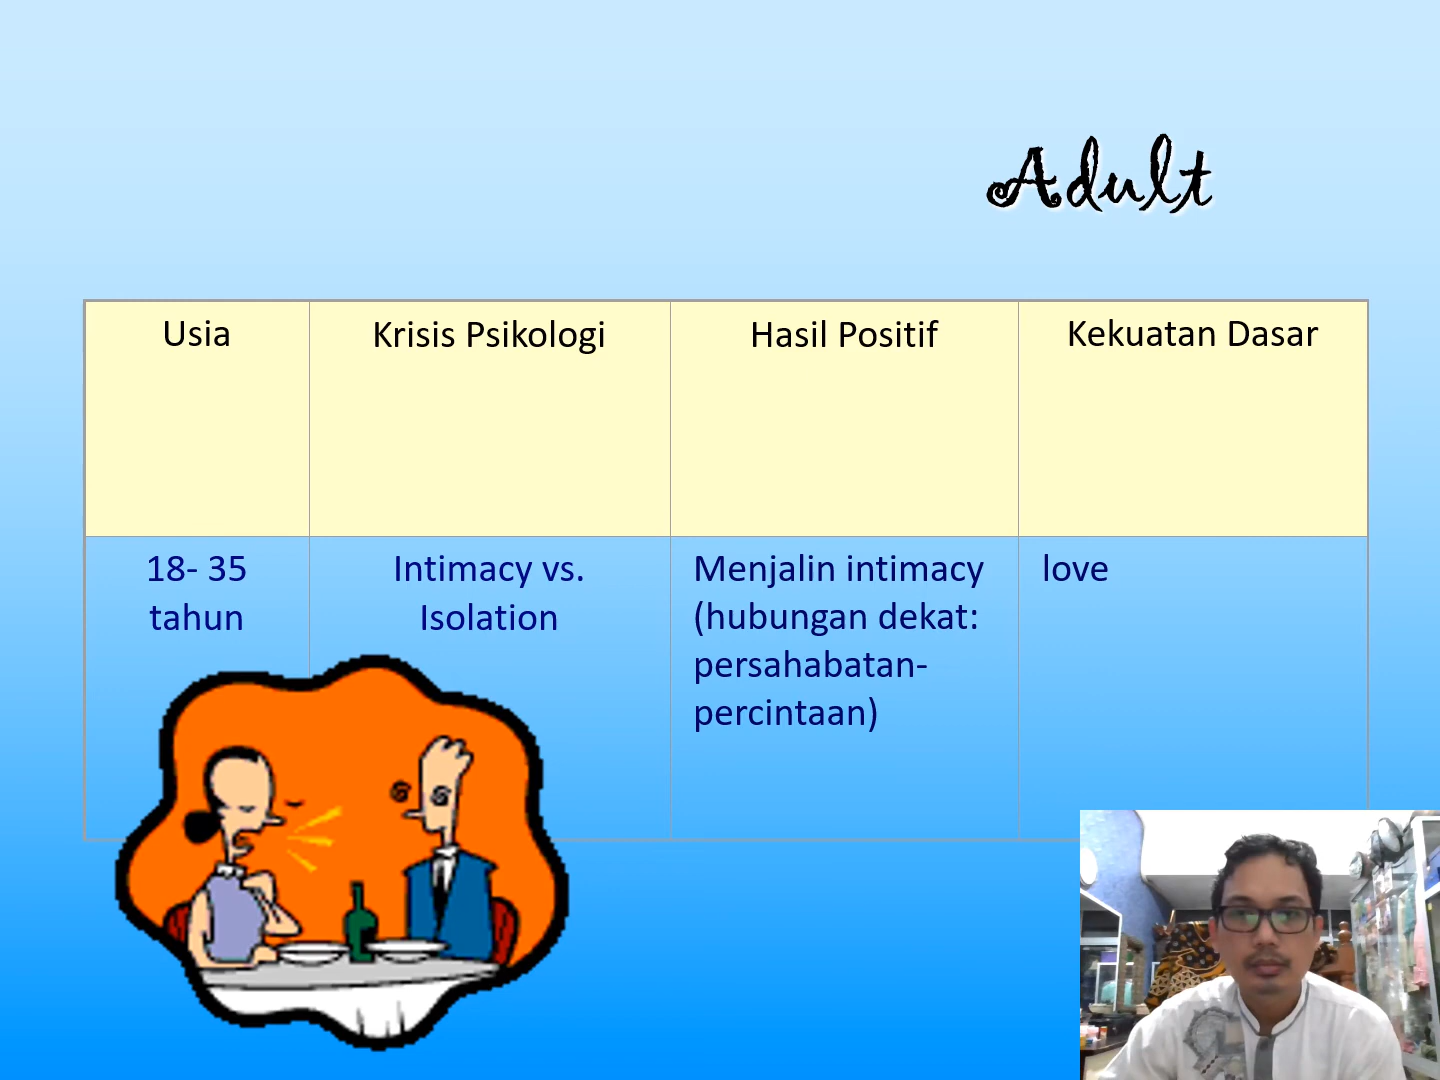 Adult
Usia
Krisis Psikologi
Hasil Positif
Kekuatan Dasar
18- 35
tahun
Intimacy vs.
Isolation
Menjalin intimacy
(hubungan dekat:
persahabatan-
percintaan)
love